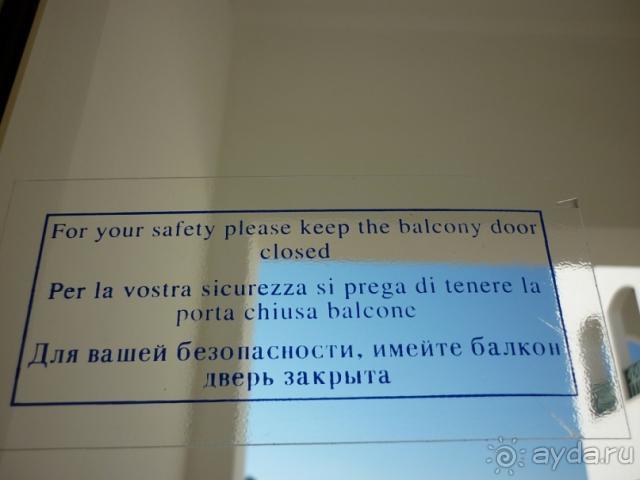 For your safety please keep the balcony door
closed
Per la vostra sicurezza si prega di tenere la
porta chiusa balcone
Для вашей безопасности, имейте балкон
дверь закрыта
ayda.ru